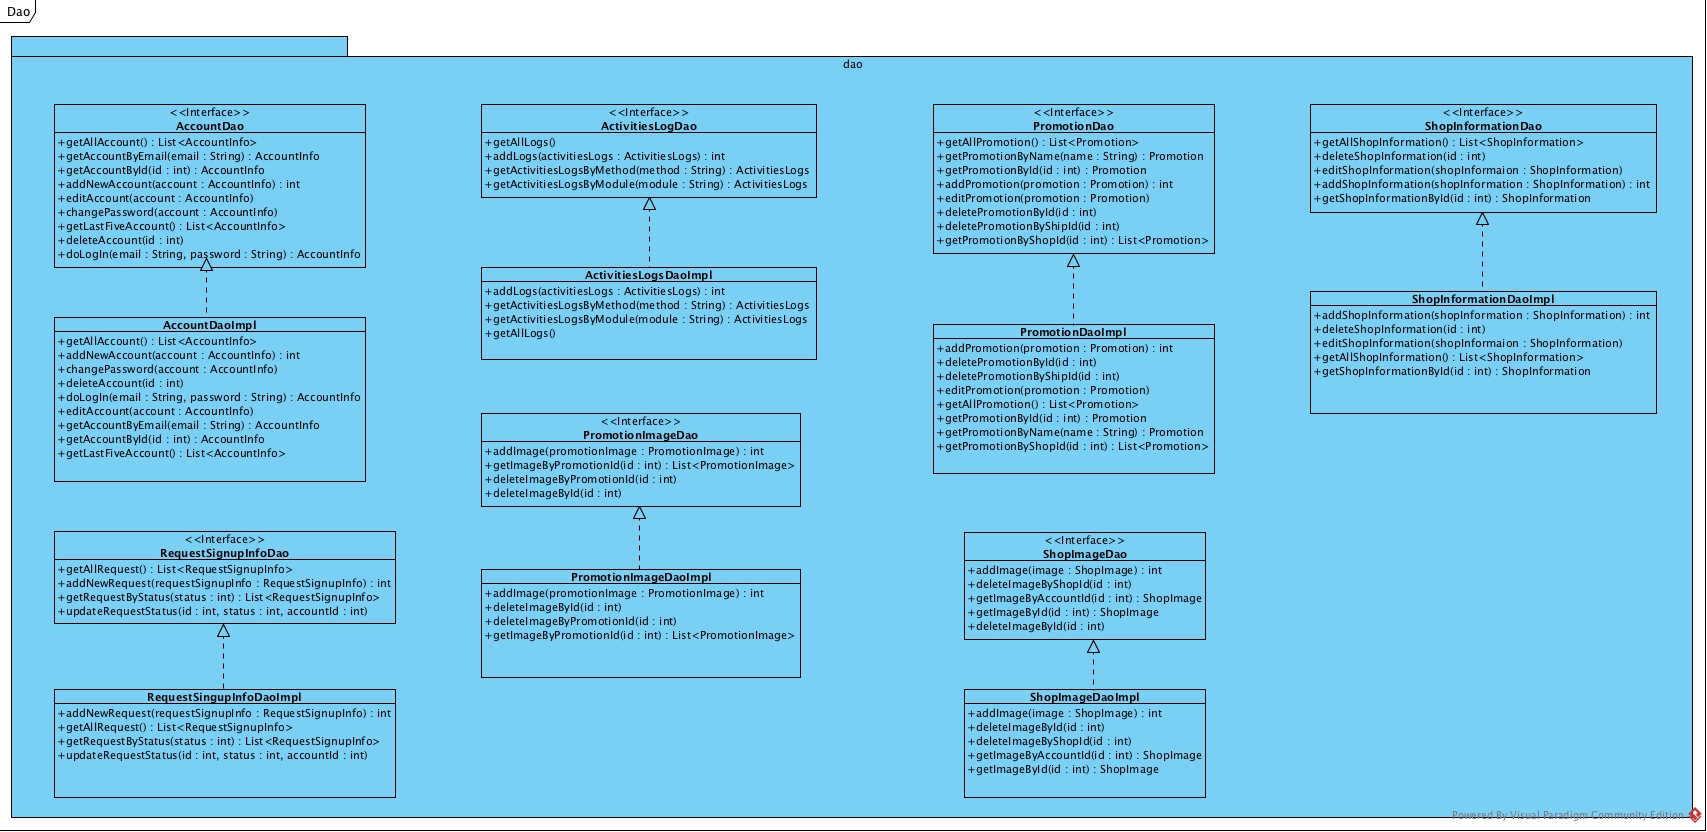 Dao
dao
<<Interface>>
AccountDao
+getAllAccount() : List<AccountInfo>
+getAccountByEmail(email : String) : AccountInfo
+getAccountById(id : int) : AccountInfo
+addNewAccount(account : AccountInfo) : int
+editAccount(account : AccountInfo)
+changePassword(account : AccountInfo)
+getLastFiveAccount() : List<AccountInfo>
+deleteAccount(id : int)
+doLogIn(email : String, password : String) : AccountInfo
AccountDaoImpl
+getAllAccount() : List<AccountInfo>
+addNewAccount(account : AccountInfo) : int
+changePassword(account : AccountInfo)
+deleteAccount(id : int)
+doLogIn(email : String, password : String) : AccountInfo
+editAccount(account : AccountInfo)
+getAccountByEmail(email : String) : AccountInfo
+getAccountById(id : int) : AccountInfo
+getLastFiveAccount() : List<AccountInfo>
<<Interface>>
RequestSignupInfoDao
+getAllRequest() : List<RequestSignupInfo>
+addNewRequest(requestSignupInfo : RequestSignupInfo) : int
+getRequestByStatus(status : int) : List<RequestSignupInfo>
+updateRequestStatus(id : int, status : int, accountId : int)
RequestSingupInfoDaoImpl
+addNewRequest(requestSignupInfo : RequestSignupInfo) : int
+getAllRequest() : List<RequestSignupInfo>
+getRequestByStatus(status : int) : List<RequestSignupInfo>
+updateRequestStatus(id : int, status : int, accountId : int)
<<Interface>>
ActivitiesLogDao
+getAllLogs()
+addLogs(activitiesLogs : ActivitiesLogs) : int
+getActivitiesLogsByMethod(method : String) : ActivitiesLogs
+getActivitiesLogsByModule(module : String) : ActivitiesLogs
ActivitiesLogsDaoImpl
+addLogs(activitiesLogs : ActivitiesLogs) : int
+getActivitiesLogsByMethod(method : String) : ActivitiesLogs
+getActivitiesLogsByModule(module : String) : ActivitiesLogs
+getAllLogs()
<<Interface>>
PromotionImageDao
+addImage(promotionImage : PromotionImage) : int
+getImageByPromotionId(id : int) : List<PromotionImage>
+deleteImageByPromotionId(id : int)
+deleteImageById(id : int)
PromotionImageDaoImpl
+addImage(promotionImage : PromotionImage) : int
+deleteImageById(id : int)
+deleteImageByPromotionId(id : int)
+getImageByPromotionId(id : int) : List<PromotionImage>
<<Interface>>
PromotionDao
+getAllPromotion() : List<Promotion>
+getPromotionByName(name : String) : Promotion
+getPromotionById(id : int) : Promotion
+addPromotion(promotion : Promotion) : int
+editPromotion(promotion : Promotion)
+deletePromotionById(id : int)
+deletePromotionByShipId(id : int)
+getPromotionByShopId(id : int) : List<Promotion>
PromotionDaoImpl
+addPromotion(promotion : Promotion) : int
+deletePromotionById(id : int)
+deletePromotionByShipId(id : int)
+editPromotion(promotion : Promotion)
+getAllPromotion() : List<Promotion>
+getPromotionById(id : int) : Promotion
+getPromotionByName(name : String) : Promotion
+getPromotionByShopId(id : int) : List<Promotion>
<<Interface>>
ShopImageDao
+addImage(image : ShopImage) : int
+deleteImageByShopId(id : int)
+getImageByAccountId(id : int) : ShopImage
+getImageById(id : int) : ShopImage
+deleteImageById(id : int)
ShopImageDaoImpl
+addImage(image : ShopImage) : int
+deleteImageById(id : int)
+deleteImageByShopId(id : int)
+getImageByAccountId(id : int) : ShopImage
+getImageById(id : int) : ShopImage
<<Interface>>
ShopInformationDao
+getAllShopInformation() : List<ShopInformation>
+deleteShopInformation(id : int)
+editShopInformation(shopInformaion : ShopInformation)
+addShopInformation(shopInformation : ShopInformation) : int
+getShopInformationById(id : int) : ShopInformation
ShopInformationDaoImpl
+addShopInformation(shopInformation : ShopInformation) : int
+deleteShopInformation(id : int)
+editShopInformation(shopInformaion : ShopInformation)
+getAllShopInformation() : List<ShopInformation>
+getShopInformationById(id : int) : ShopInformation
Powered By Visual Paradigm Community Edition